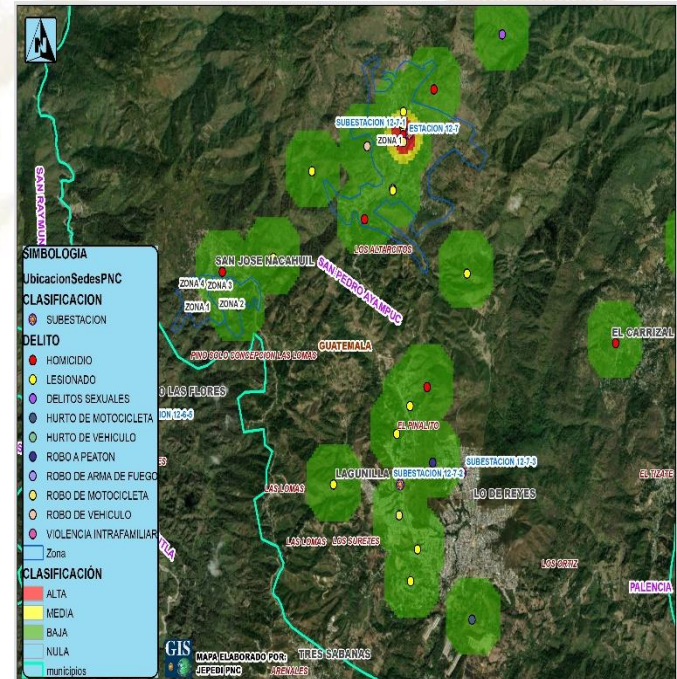 N
SUBESTACION 12-7-1
ESTACION 12-7
ZONA 1
LOS ALTARCITOS
SAN RAYMUN
SAN JOSE NACAHUIL
ZONA 4
ZONA 3
ZONA 1
ZONA 2
SAN PEDRO AYAMPUC
PINO SOLO CONCEPCION LAS LOMAS
GUATEMALA
EL CARRIZAL
O LAS FLORES
ION 12-6-5
EL PINALITO
LAGUNILLA
SUBESTACION 12-7-2
SUBESTACION 12-7-3
LO DE REYES
EL TIZATE
LAS LOMAS
LAS LOMAS
LOS SURETES
LOS ORTIZ
PALENCIA
TRES SABANAS
ARENALES
SIMBOLOGIA
UbicacionSedesPNC
CLASIFICACION
SUBESTACION
DELITO
HOMICIDIO
LESIONADO
DELITOS SEXUALES
HURTO DE MOTOCICLETA
HURTO DE VEHICULO
ROBO A PEATON
ROBO DE ARMA DE FUEGO
ROBO DE MOTOCICLETA
ROBO DE VEHICULO
VIOLENCIA INTRAFAMILIAR
Zona
CLASIFICACIÓN
ALTA
MEDIA
BAJA
NULA
municipios
GIS
MAPA ELABORADO POR:
JEPEDI PNC